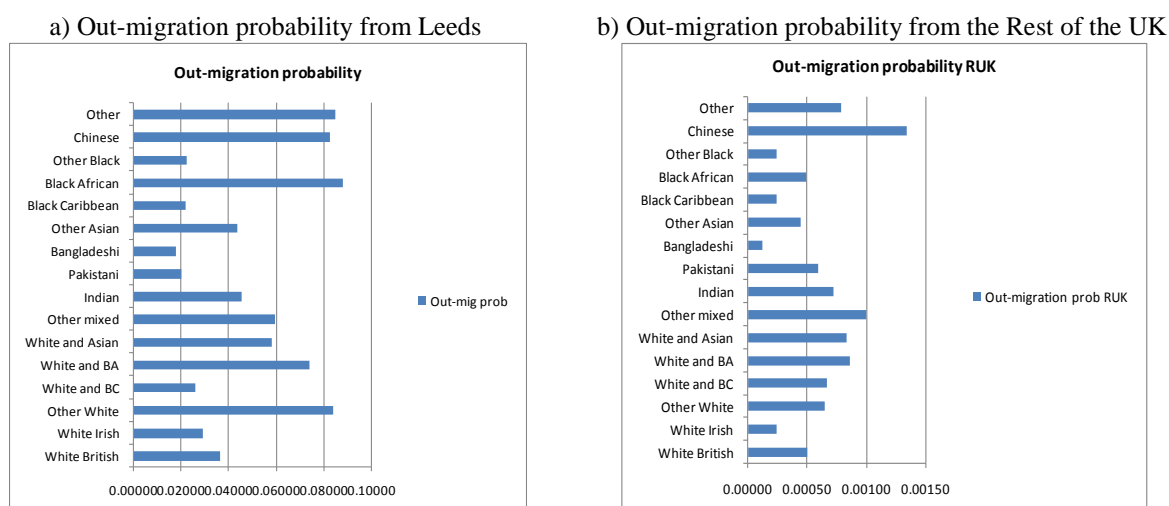 a) Out-migration probability from Leeds
Out-migration probability
Other
Chinese
Other Black
Black African
Black Caribbean
Other Asian
Bangladeshi
Pakistani
Indian
Other mixed
White and Asian
White and BA
White and BC
Other White
White Irish
White British
Out-mig prob
0.000000.020000.040000.060000.080000.10000
b) Out-migration probability from the Rest of the UK
Out-migration probability RUK
Other
Chinese
Other Black
Black African
Black Caribbean
Other Asian
Bangladeshi
Pakistani
Indian
Other mixed
White and Asian
White and BA
White and BC
Other White
White Irish
White British
Out-migration prob RUK
0.00000 0.00050 0.00100 0.00150